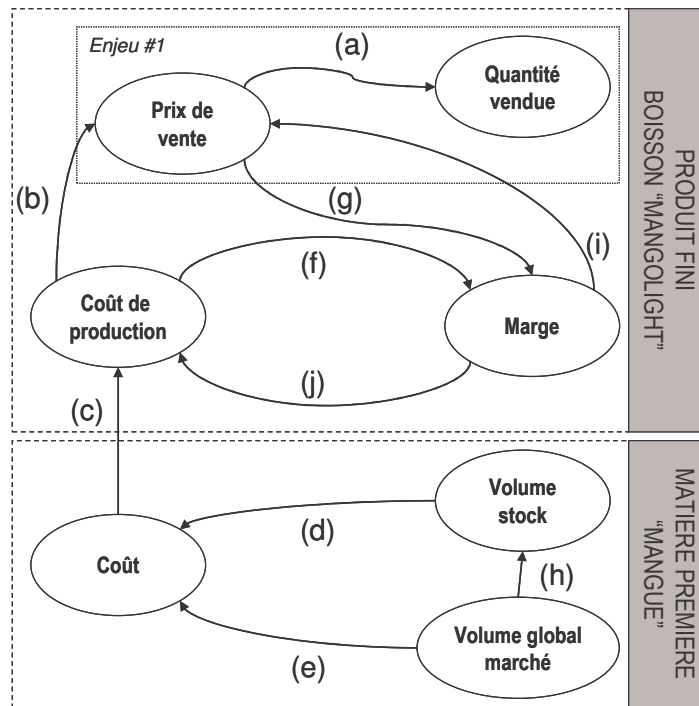 Enjeu #1
(a)
Quantité
vendue
Prix de
vente
(b)
(g)
(i)
(f)
Coût de
production
Marge
(j)
(c)
PRODUIT FINI
BOISSON "MANGOLIGHT"
Volume
stock
(d)
Coût
(h)
Volume global
marché
(e)
MATIERE PREMIERE
"MANGUE"